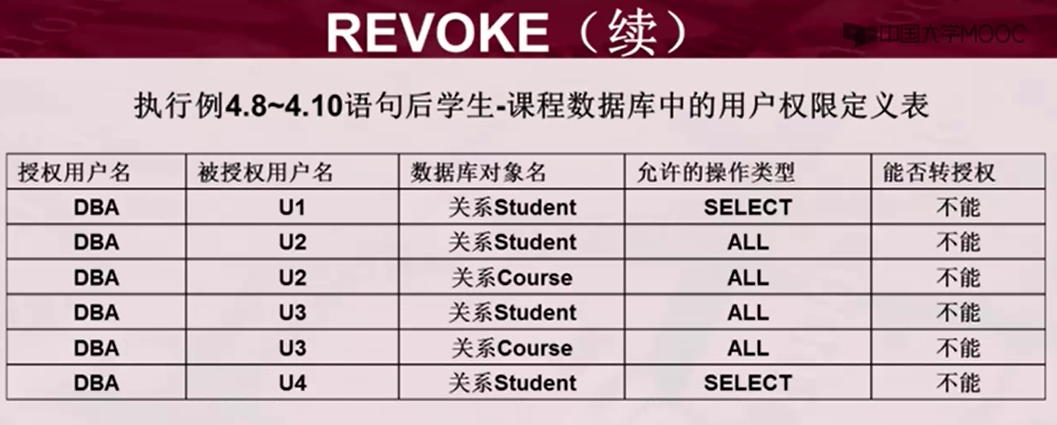 REVOKE（续）
中国大学MOOC
执行例4.8~4.10语句后学生-课程数据库中的用户权限定义表
授权用户名 被授权用户名 数据库对象名 允许的操作类型 能否转授权
DBA U1 关系Student SELECT 不能
DBA U2 关系Student ALL 不能
DBA U2 关系Course ALL 不能
DBA U3 关系Student ALL 不能
DBA U3 关系Course ALL 不能
DBA U4 关系Student SELECT 不能